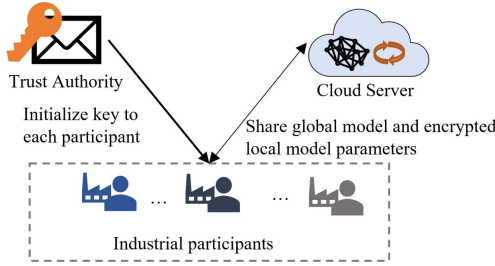 Trust Authority
Cloud Server
Initialize key to
each participant
Share global model and encrypted
local model parameters
... ...
Industrial participants